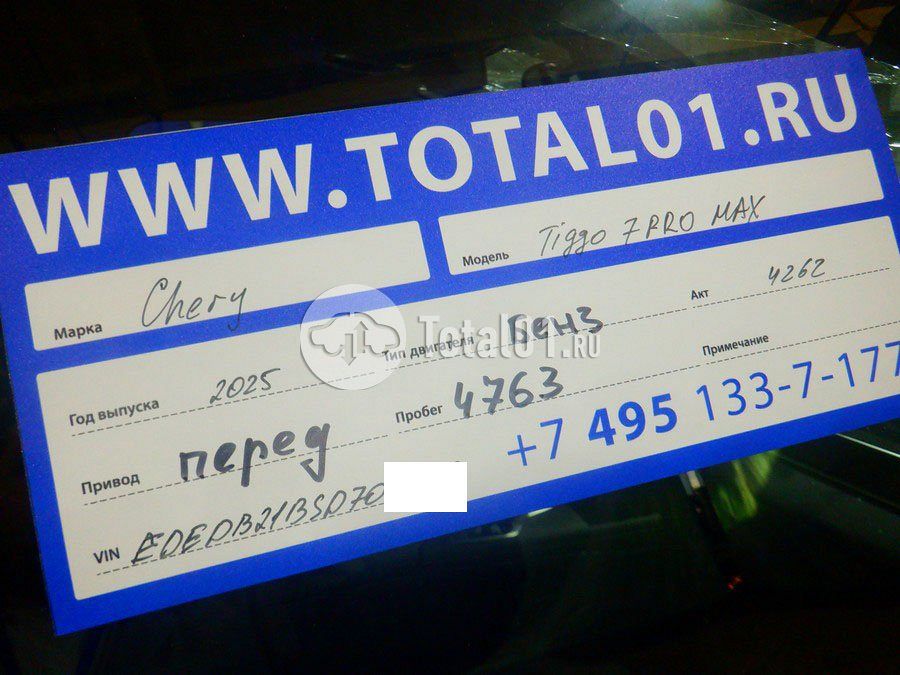 WWW.TOTAL01.RU
Марка Chery Модель Tiggo 7 PRO MAX
Год выпуска 2025 Тип двигателя Бенз Акт 4262
Привод перед Пробег 4763 Примечание
+7 495 133-7-177
VIN EDEDB21BSD70
Total01.RU